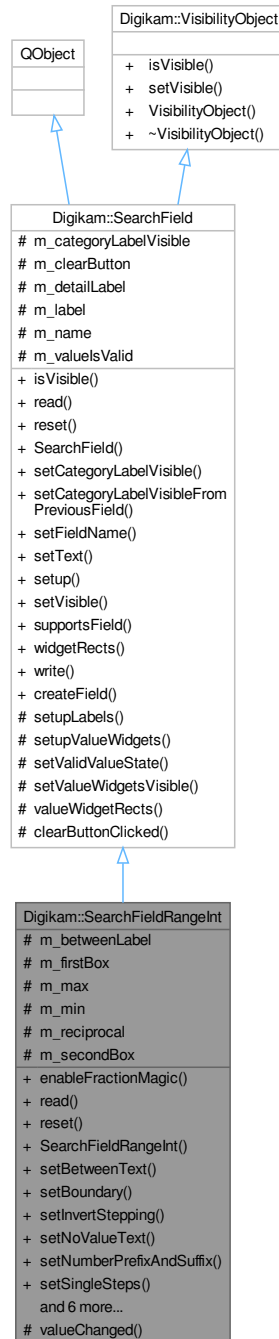 Digikam::VisibilityObject
+ isVisible()
+ setVisible()
+ VisibilityObject()
+ ~VisibilityObject()
QObject
Digikam::SearchField
# m_categoryLabelVisible
# m_clearButton
# m_detailLabel
# m_label
# m_name
# m_valueIsValid
+ isVisible()
+ read()
+ reset()
+ SearchField()
+ setCategoryLabelVisible()
+ setCategoryLabelVisibleFrom
PreviousField()
+ setFieldName()
+ setText()
+ setup()
+ setVisible()
+ supportsField()
+ widgetRects()
+ write()
+ createField()
# setupLabels()
# setupValueWidgets()
# setValidValueState()
# setValueWidgetsVisible()
# valueWidgetRects()
# clearButtonClicked()
Digikam::SearchFieldRangeInt
# m_betweenLabel
# m_firstBox
# m_max
# m_min
# m_reciprocal
# m_secondBox
+ enableFractionMagic()
+ read()
+ reset()
+ SearchFieldRangeInt()
+ setBetweenText()
+ setBoundary()
+ setInvertStepping()
+ setNoValueText()
+ setNumberPrefixAndSuffix()
+ setSingleSteps()
and 6 more...
# valueChanged()